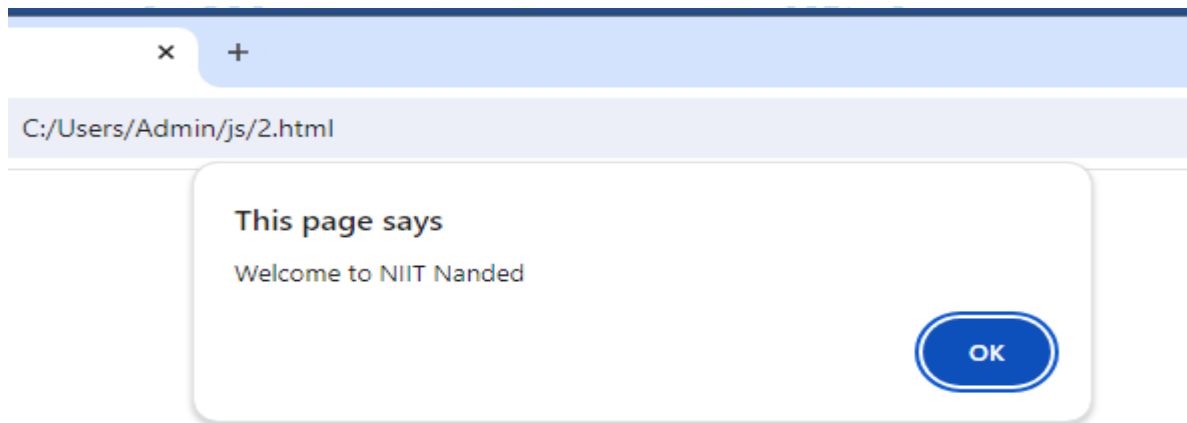 C:/Users/Admin/js/2.html
This page says
Welcome to NIIT Nanded
OK